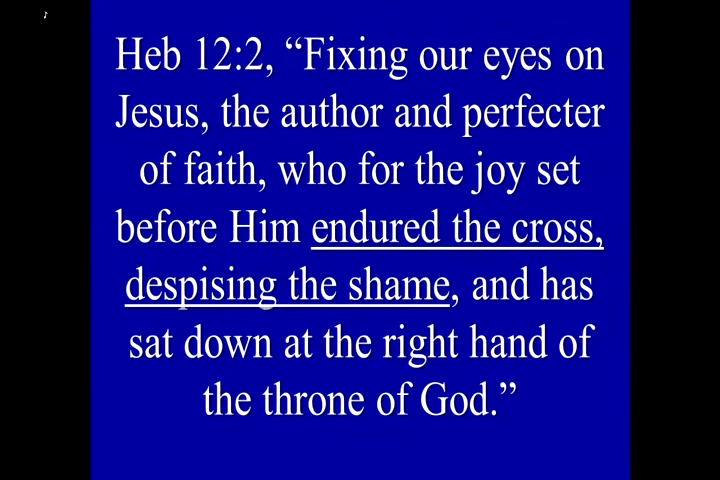 ♪
Heb 12:2, “Fixing our eyes on
Jesus, the author and perfecter
of faith, who for the joy set
before Him endured the cross,
despising the shame, and has
sat down at the right hand of
the throne of God.”